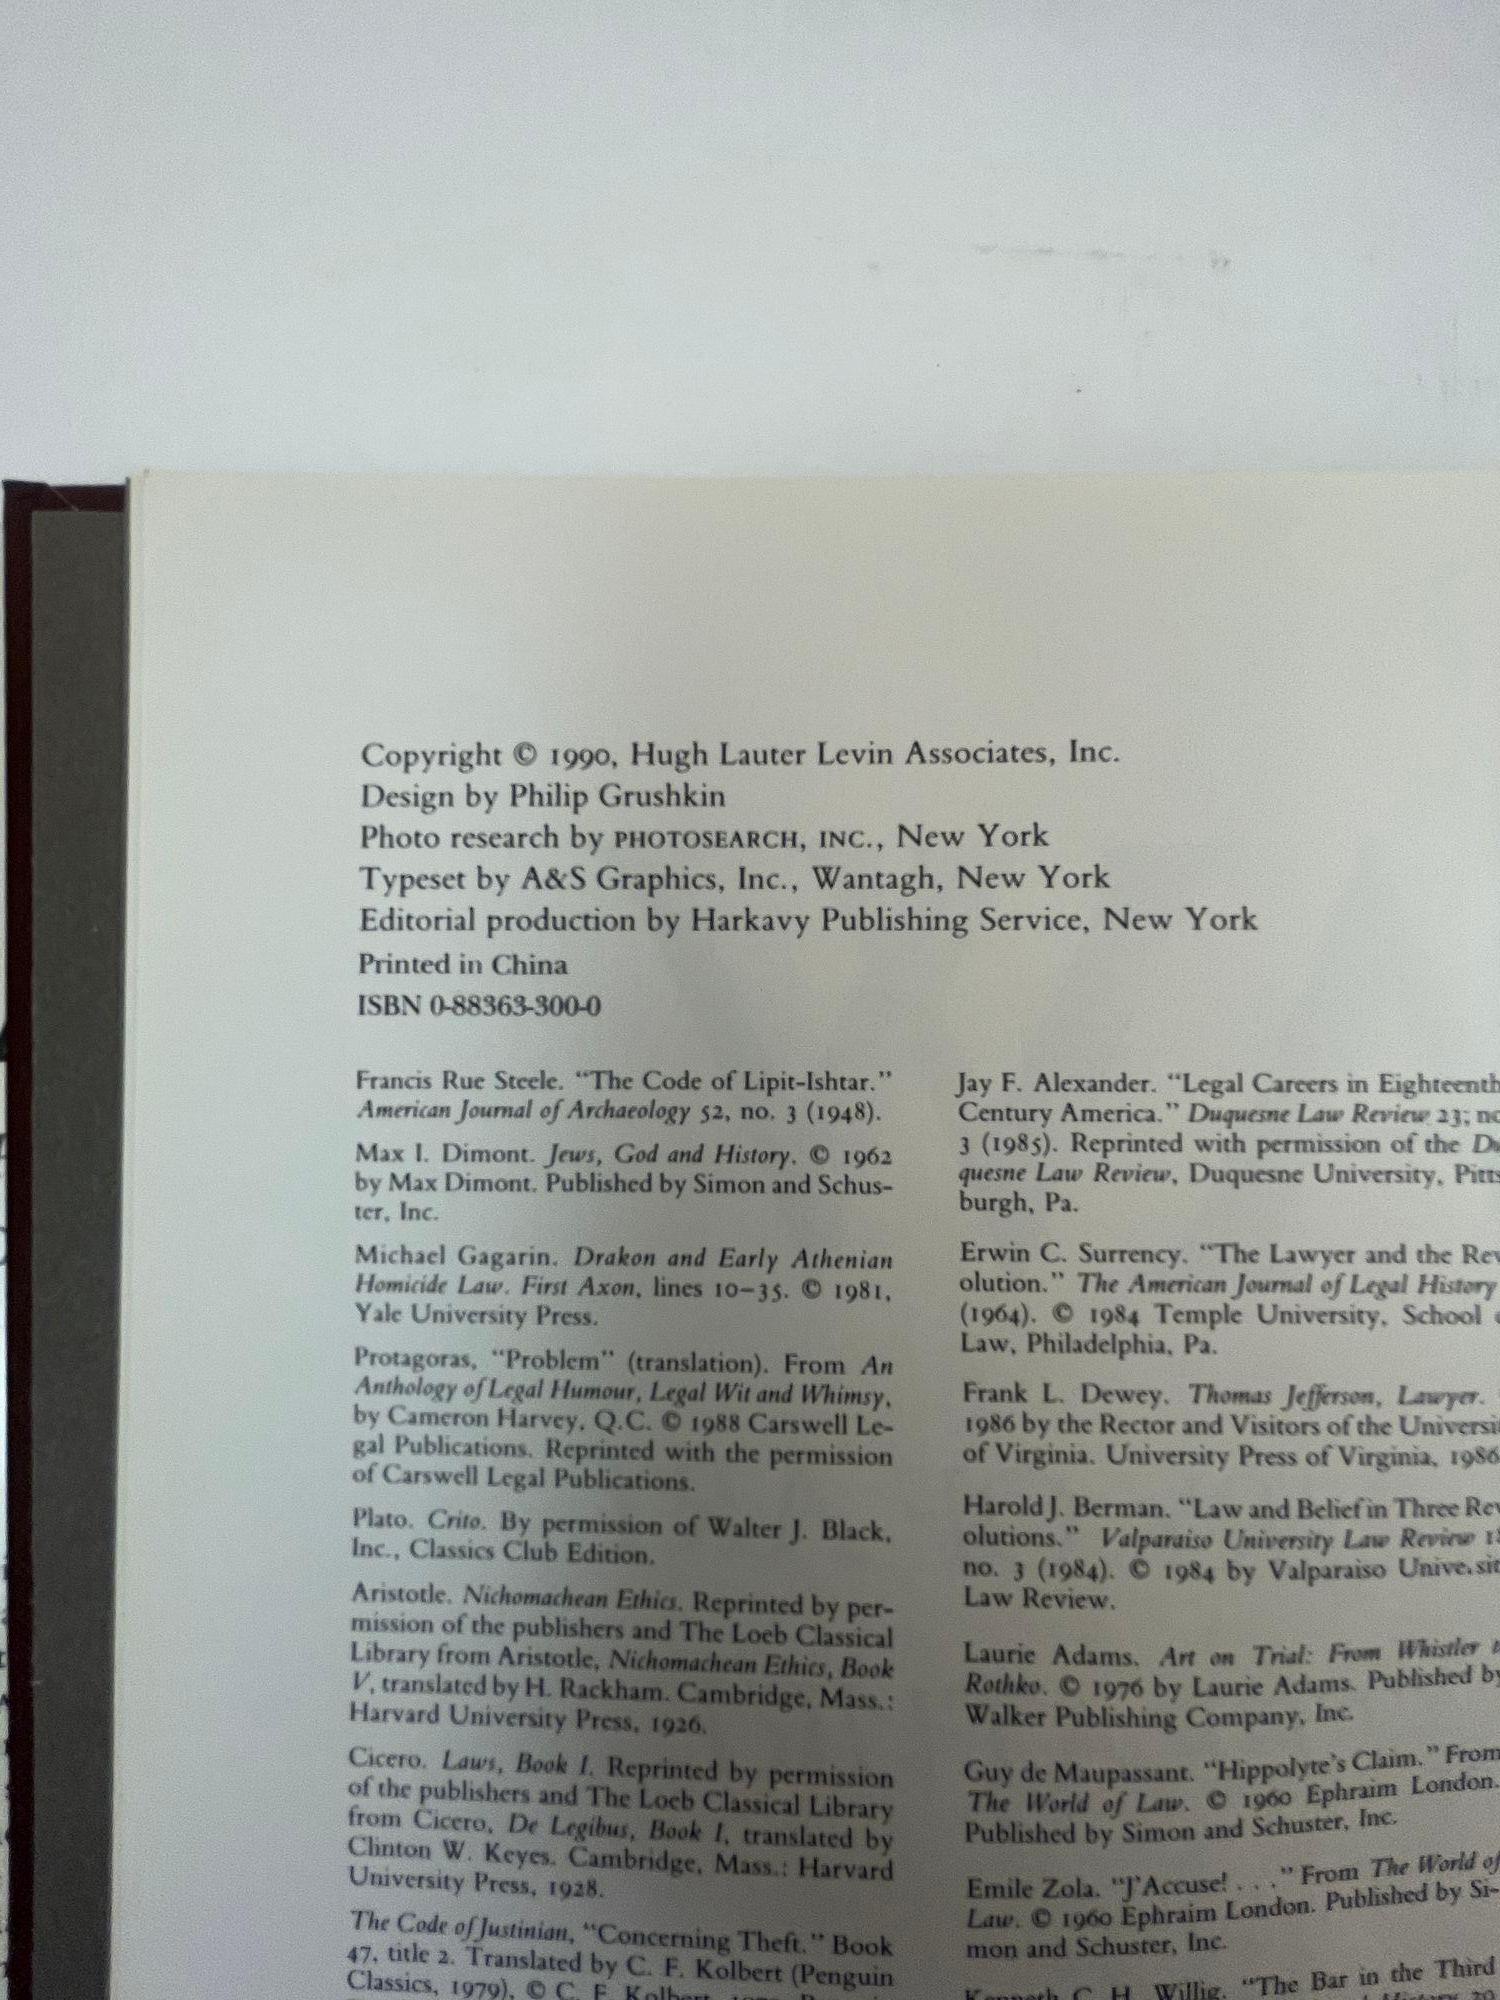 Copyright © 1990, Hugh Lauter Levin Associates, Inc.
Design by Philip Grushkin
Photo research by PHOTOSEARCH, INC., New York
Typeset by A&S Graphics, Inc., Wantagh, New York
Editorial production by Harkavy Publishing Service, New York
Printed in China
ISBN 0-88363-300-0
Francis Rue Steele. “The Code of Lipit-Ishtar.”
American Journal of Archaeology 52, no. 3 (1948).
Max I. Dimont. Jews, God and History. © 1962
by Max Dimont. Published by Simon and Schus-
ter, Inc.
Michael Gagarin. Drakon and Early Athenian
Homicide Law. First Axon, lines 10–35. © 1981,
Yale University Press.
Protagoras, “Problem” (translation). From An
Anthology of Legal Humour, Legal Wit and Whimsy,
by Cameron Harvey, Q.C. © 1988 Carswell Le-
gal Publications. Reprinted with the permission
of Carswell Legal Publications.
Plato. Crito. By permission of Walter J. Black,
Inc., Classics Club Edition.
Aristotle. Nichomachean Ethics. Reprinted by per-
mission of the publishers and The Loeb Classical
Library from Aristotle, Nichomachean Ethics, Book
V, translated by H. Rackham. Cambridge, Mass.:
Harvard University Press, 1926.
Cicero. Laws, Book I. Reprinted by permission
of the publishers and The Loeb Classical Library
from Cicero, De Legibus, Book I, translated by
Clinton W. Keyes. Cambridge, Mass.: Harvard
University Press, 1928.
The Code of Justinian, “Concerning Theft.” Book
47, title 2. Translated by C. F. Kolbert (Penguin
Classics, 1979), © C. F. Kolbert
Jay F. Alexander. “Legal Careers in Eighteenth
Century America.” Duquesne Law Review 23; no
3 (1985). Reprinted with permission of the Du
quesne Law Review, Duquesne University, Pitts
burgh, Pa.
Erwin C. Surrency. “The Lawyer and the Rev
olution.” The American Journal of Legal History
(1964). © 1984 Temple University, School
Law, Philadelphia, Pa.
Frank L. Dewey. Thomas Jefferson, Lawyer.
1986 by the Rector and Visitors of the Universi
of Virginia. University Press of Virginia, 1986
Harold J. Berman. “Law and Belief in Three Rev
olutions.” Valparaiso University Law Review
no. 3 (1984). © 1984 by Valparaiso Universit
Law Review.
Laurie Adams. Art on Trial: From Whistler
Rothko. © 1976 by Laurie Adams. Published by
Walker Publishing Company, Inc.
Guy de Maupassant. “Hippolyte’s Claim.” From
The World of Law. © 1960 Ephraim London.
Published by Simon and Schuster, Inc.
Emile Zola. “J’Accuse! . . .” From The World of
Law. © 1960 Ephraim London. Published by Si-
mon and Schuster, Inc.
Kenneth C. H. Willig. “The Bar in the Third